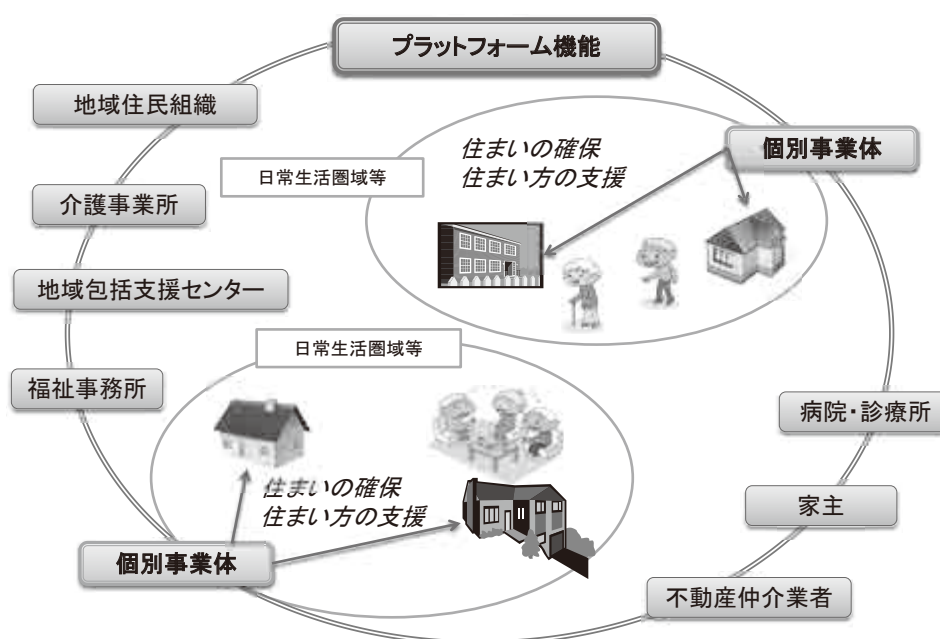 プラットフォーム機能
地域住民組織
個別事業体
住まいの確保
住まい方の支援
日常生活圏域等
介護事業所
地域包括支援センター
日常生活圏域等
福祉事務所
病院・診療所
住まいの確保
住まい方の支援
家主
個別事業体
不動産仲介業者